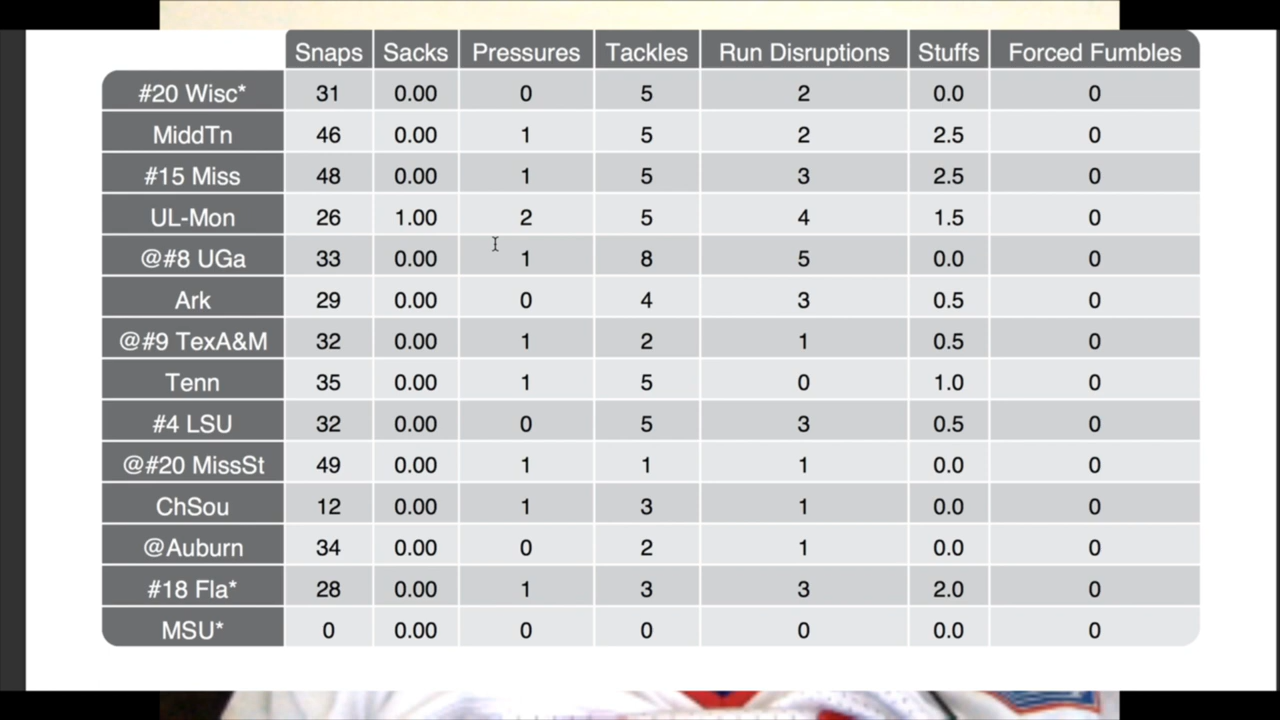 Snaps Sacks Pressures Tackles Run Disruptions Stuffs Forced Fumbles
#20 Wisc* 31 0.00 0 5 2 0.0 0
MiddTn 46 0.00 1 5 2 2.5 0
#15 Miss 48 0.00 1 5 3 2.5 0
UL-Mon 26 1.00 2 5 4 1.5 0
@#8 UGa 33 0.00 1 8 5 0.0 0
Ark 29 0.00 0 4 3 0.5 0
@#9 TexA&M 32 0.00 1 2 1 0.5 0
Tenn 35 0.00 1 5 0 1.0 0
#4 LSU 32 0.00 0 5 3 0.5 0
@#20 MissSt 49 0.00 1 1 1 0.0 0
ChSou 12 0.00 1 3 1 0.0 0
@Auburn 34 0.00 0 2 1 0.0 0
#18 Fla* 28 0.00 1 3 3 2.0 0
MSU* 0 0.00 0 0 0 0.0 0